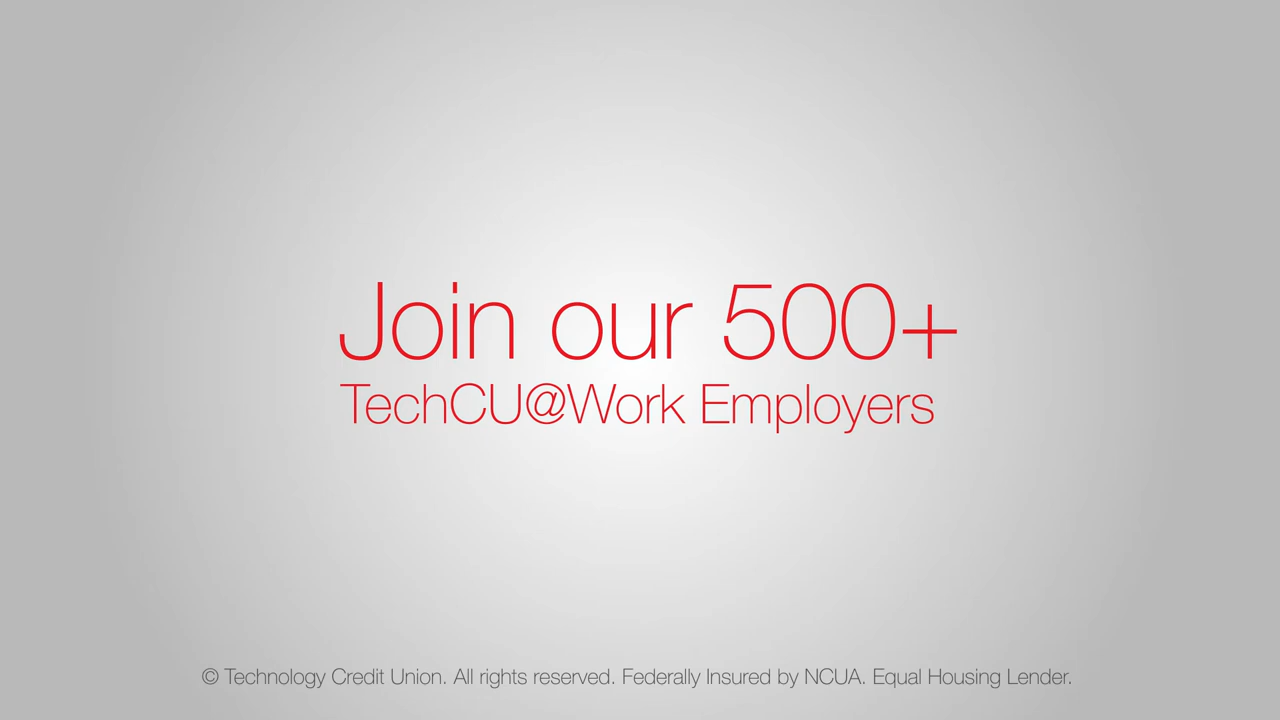 Join our 500+
TechCU@Work Employers
© Technology Credit Union. All rights reserved. Federally Insured by NCUA. Equal Housing Lender.